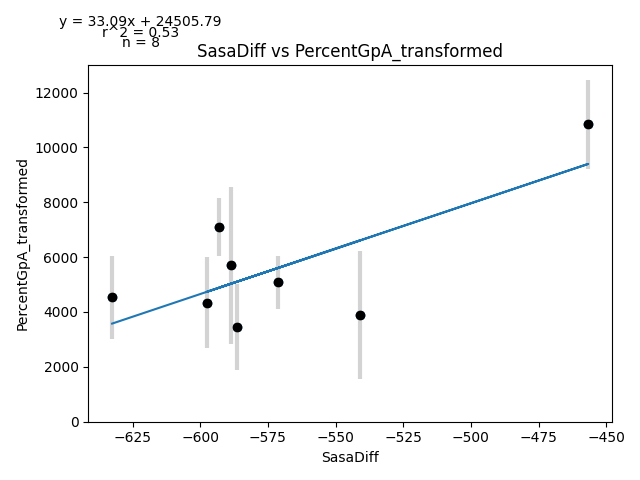 y = 33.09x + 24505.79
r^2 = 0.53
n = 8
SasaDiff vs PercentGpA_transformed
PercentGpA_transformed
12000
10000
8000
6000
4000
2000
0
−625
−600
−575
−550
−525
−500
−475
−450
SasaDiff